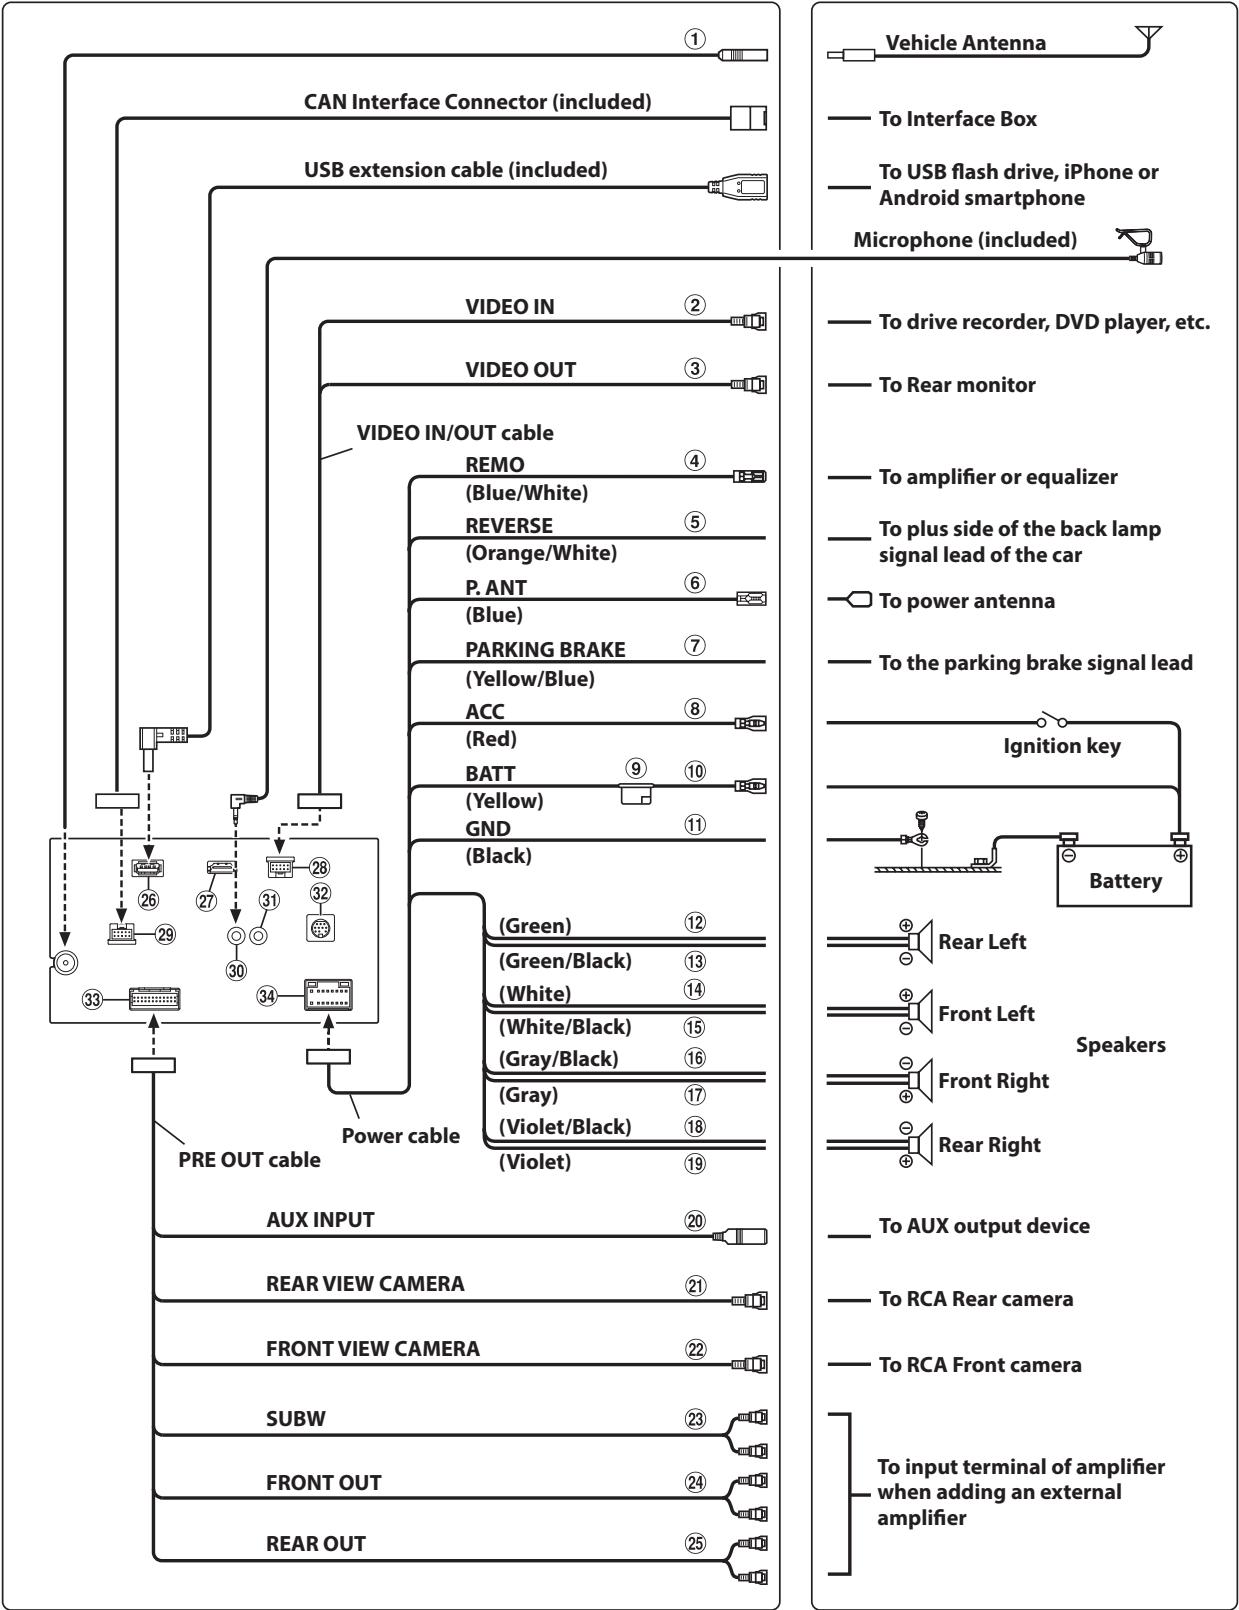 ①
Vehicle Antenna
CAN Interface Connector (included)
To Interface Box
USB extension cable (included)
To USB flash drive, iPhone or
Android smartphone
Microphone (included)
VIDEO IN ②
To drive recorder, DVD player, etc.
VIDEO OUT ③
To Rear monitor
VIDEO IN/OUT cable
REMO ④
(Blue/White)
To amplifier or equalizer
REVERSE ⑤
(Orange/White)
To plus side of the back lamp
signal lead of the car
P. ANT ⑥
(Blue)
To power antenna
PARKING BRAKE ⑦
(Yellow/Blue)
To the parking brake signal lead
ACC ⑧
(Red)
Ignition key
BATT ⑨ ⑩
(Yellow)
GND ⑪
(Black)
⊖ ⊕
Battery
㉖ ㉗ ㉘
㉙ ㉚ ㉛ ㉜
㉝ ㉞
(Green) ⑫
(Green/Black) ⑬
⊕
Rear Left
⊖
(White) ⑭
(White/Black) ⑮
⊕
Front Left
⊖
Speakers
(Gray/Black) ⑯
(Gray) ⑰
⊖
Front Right
⊕
(Violet/Black) ⑱
(Violet) ⑲
⊖
Rear Right
⊕
Power cable
PRE OUT cable
AUX INPUT ⑳
To AUX output device
REAR VIEW CAMERA ㉑
To RCA Rear camera
FRONT VIEW CAMERA ㉒
To RCA Front camera
SUBW ㉓
FRONT OUT ㉔
REAR OUT ㉕
To input terminal of amplifier
when adding an external
amplifier